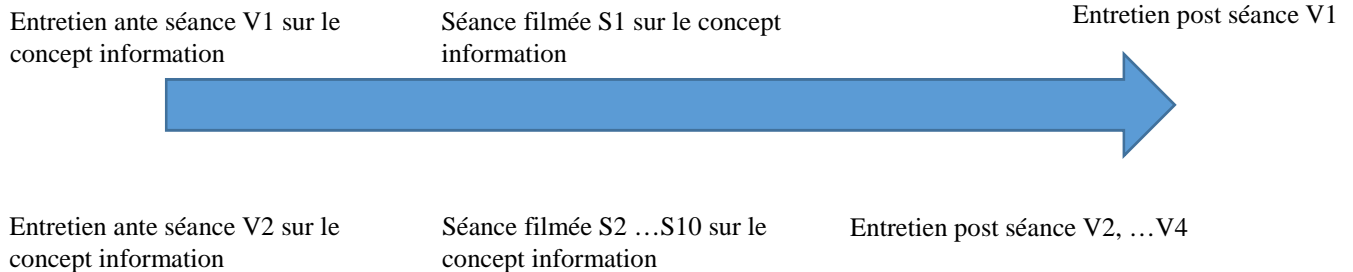 Entretien ante séance V1 sur le
concept information
Séance filmée S1 sur le concept
information
Entretien post séance V1
Entretien ante séance V2 sur le
concept information
Séance filmée S2 …S10 sur le
concept information
Entretien post séance V2, …V4